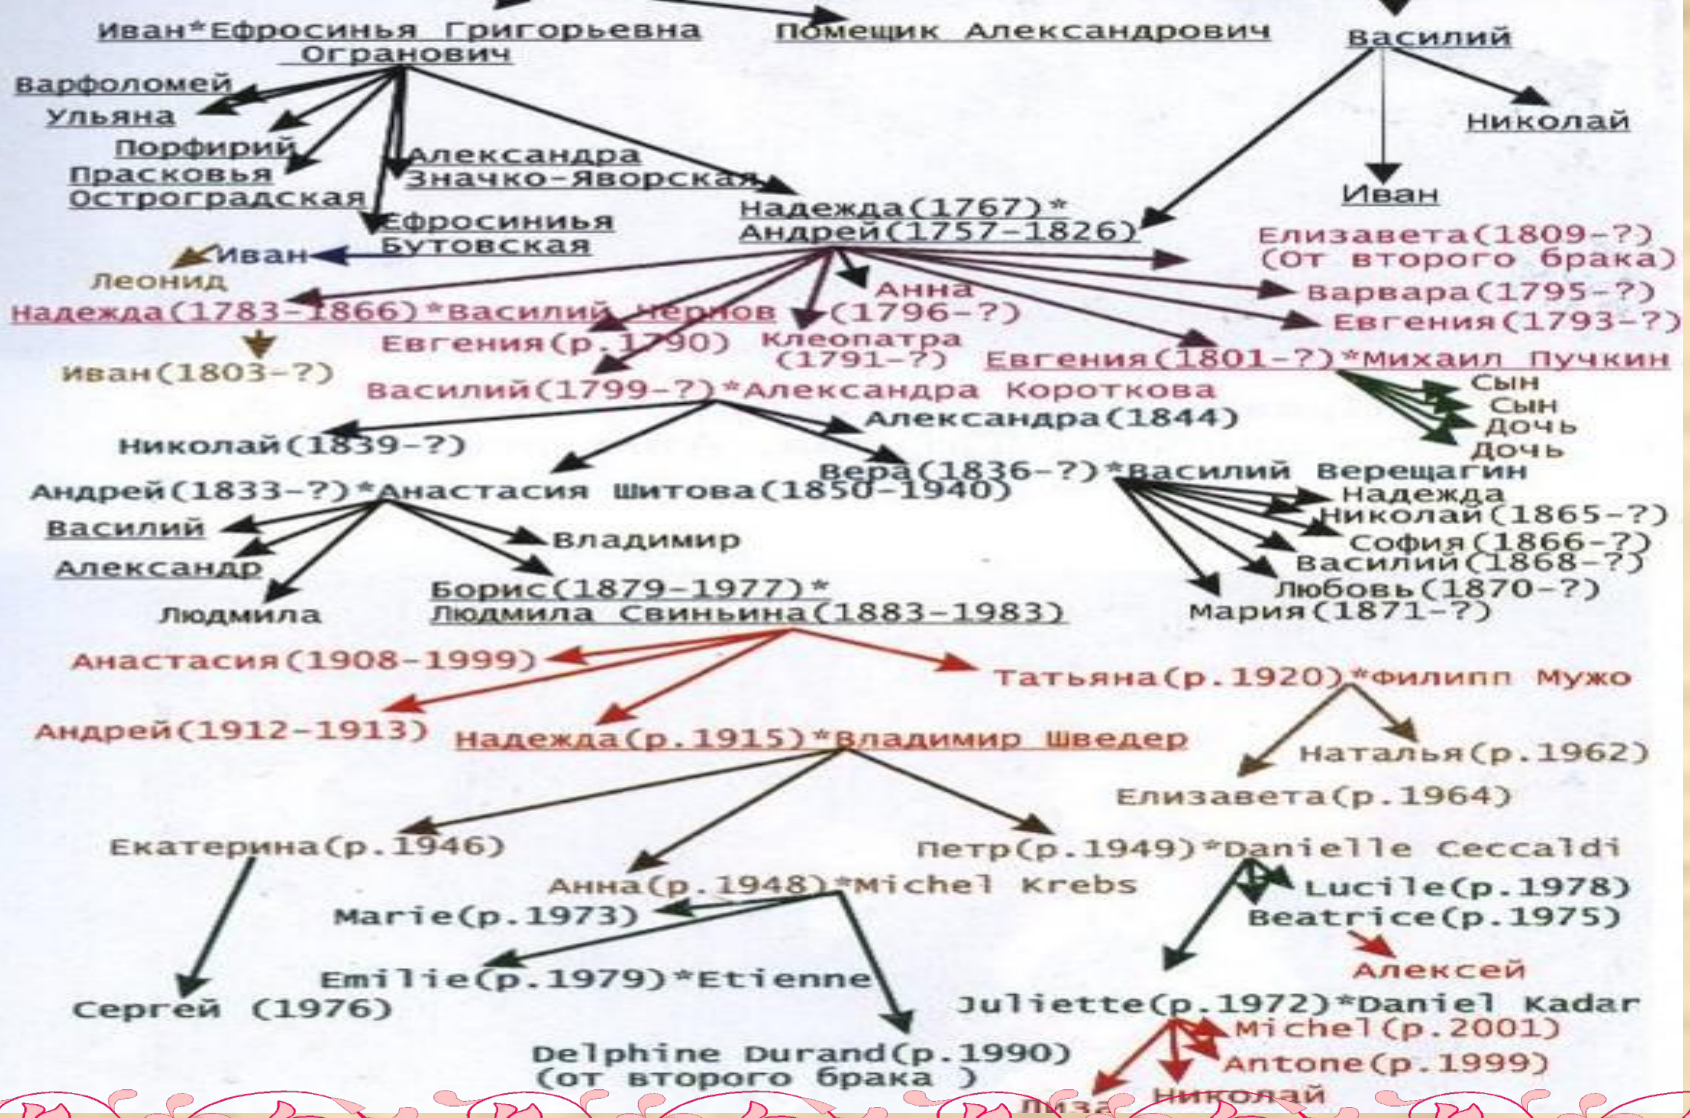 Иван*Ефросинья Григорьевна
Огранович
Помещик Александрович
Василий
Варфоломей
Ульяна
Порфирий
Прасковья
Остроградская
Александра
Значко-Яворская
Николай
Иван
Ефросиниья
Бутовская
Надежда(1767)*
Андрей(1757-1826)
Елизавета(1809-?)
(от второго брака)
Иван
Леонид
Анна
(1796-?)
Варвара(1795-?)
Надежда(1783-1866)*Василий Чернов
Евгения(1793-?)
Евгения(р.1790)
Клеопатра
(1791-?)
Евгения(1801-?)*Михаил Пучкин
Иван(1803-?)
Василий(1799-?)*Александра Короткова
Сын
Сын
Дочь
Дочь
Александра(1844)
Николай(1839-?)
Вера(1836-?)*Василий Верещагин
Андрей(1833-?)*Анастасия Шитова(1850-1940)
Надежда
Николай(1865-?)
София(1866-?)
Василий(1868-?)
Любовь(1870-?)
Мария(1871-?)
Василий
Владимир
Александр
Людмила
Борис(1879-1977)*
Людмила Свиньина(1883-1983)
Анастасия(1908-1999)
Татьяна(р.1920)*Филипп Мужо
Андрей(1912-1913)
Надежда(р.1915)*Владимир Шведер
Наталья(р.1962)
Елизавета(р.1964)
Екатерина(р.1946)
Петр(р.1949)*Danielle Ceccaldi
Анна(р.1948)*Michel Krebs
Lucile(р.1978)
Marie(р.1973)
Beatrice(р.1975)
Алексей
Emilie(р.1979)*Etienne
Сергей (1976)
Juliette(р.1972)*Daniel Kadar
Michel(р.2001)
Delphine Durand(р.1990)
(от второго брака )
Antone(р.1999)
Николай
Лиза